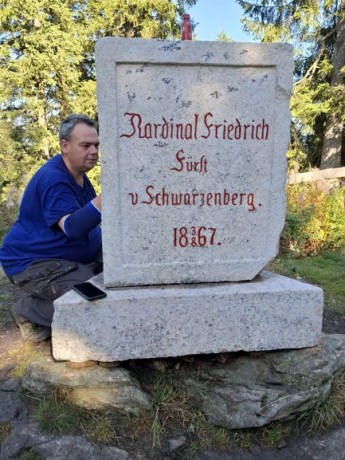 Kardinal Friedrich
Fürst
v Schwarzenberg.
18 3/8 67.